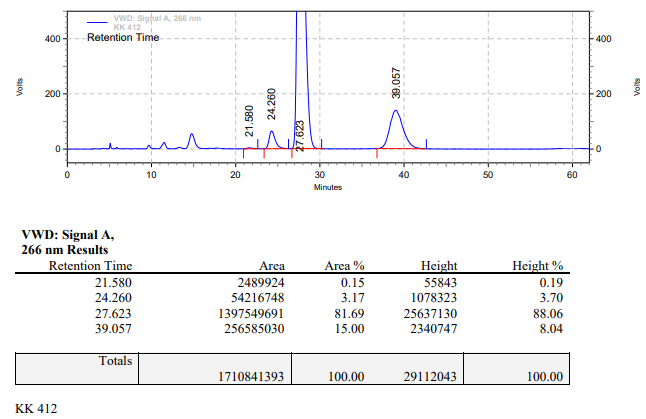 VWD: Signal A, 266 nm
KK 412
Retention Time
400
200
0
Volts
21.580
24.260
27.623
39.057
400
200
0
Volts
0 10 20 30 40 50 60
Minutes
VWD: Signal A,
266 nm Results
Retention Time Area Area % Height Height %
21.580 2489924 0.15 55843 0.19
24.260 54216748 3.17 1078323 3.70
27.623 1397549691 81.69 25637130 88.06
39.057 256585030 15.00 2340747 8.04
Totals
1710841393 100.00 29112043 100.00
KK 412